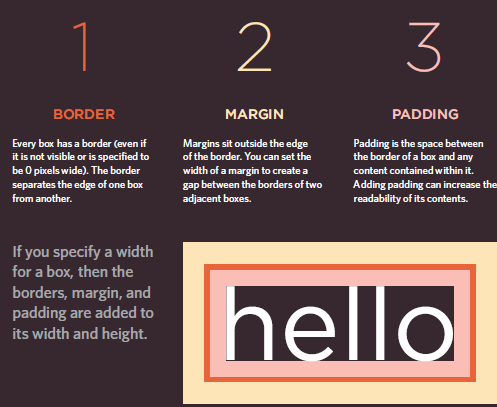 1
BORDER
Every box has a border (even if
it is not visible or is specified to
be 0 pixels wide). The border
separates the edge of one box
from another.
2
MARGIN
Margins sit outside the edge
of the border. You can set the
width of a margin to create a
gap between the borders of two
adjacent boxes.
3
PADDING
Padding is the space between
the border of a box and any
content contained within it.
Adding padding can increase the
readability of its contents.
If you specify a width
for a box, then the
borders, margin, and
padding are added to
its width and height.
hello